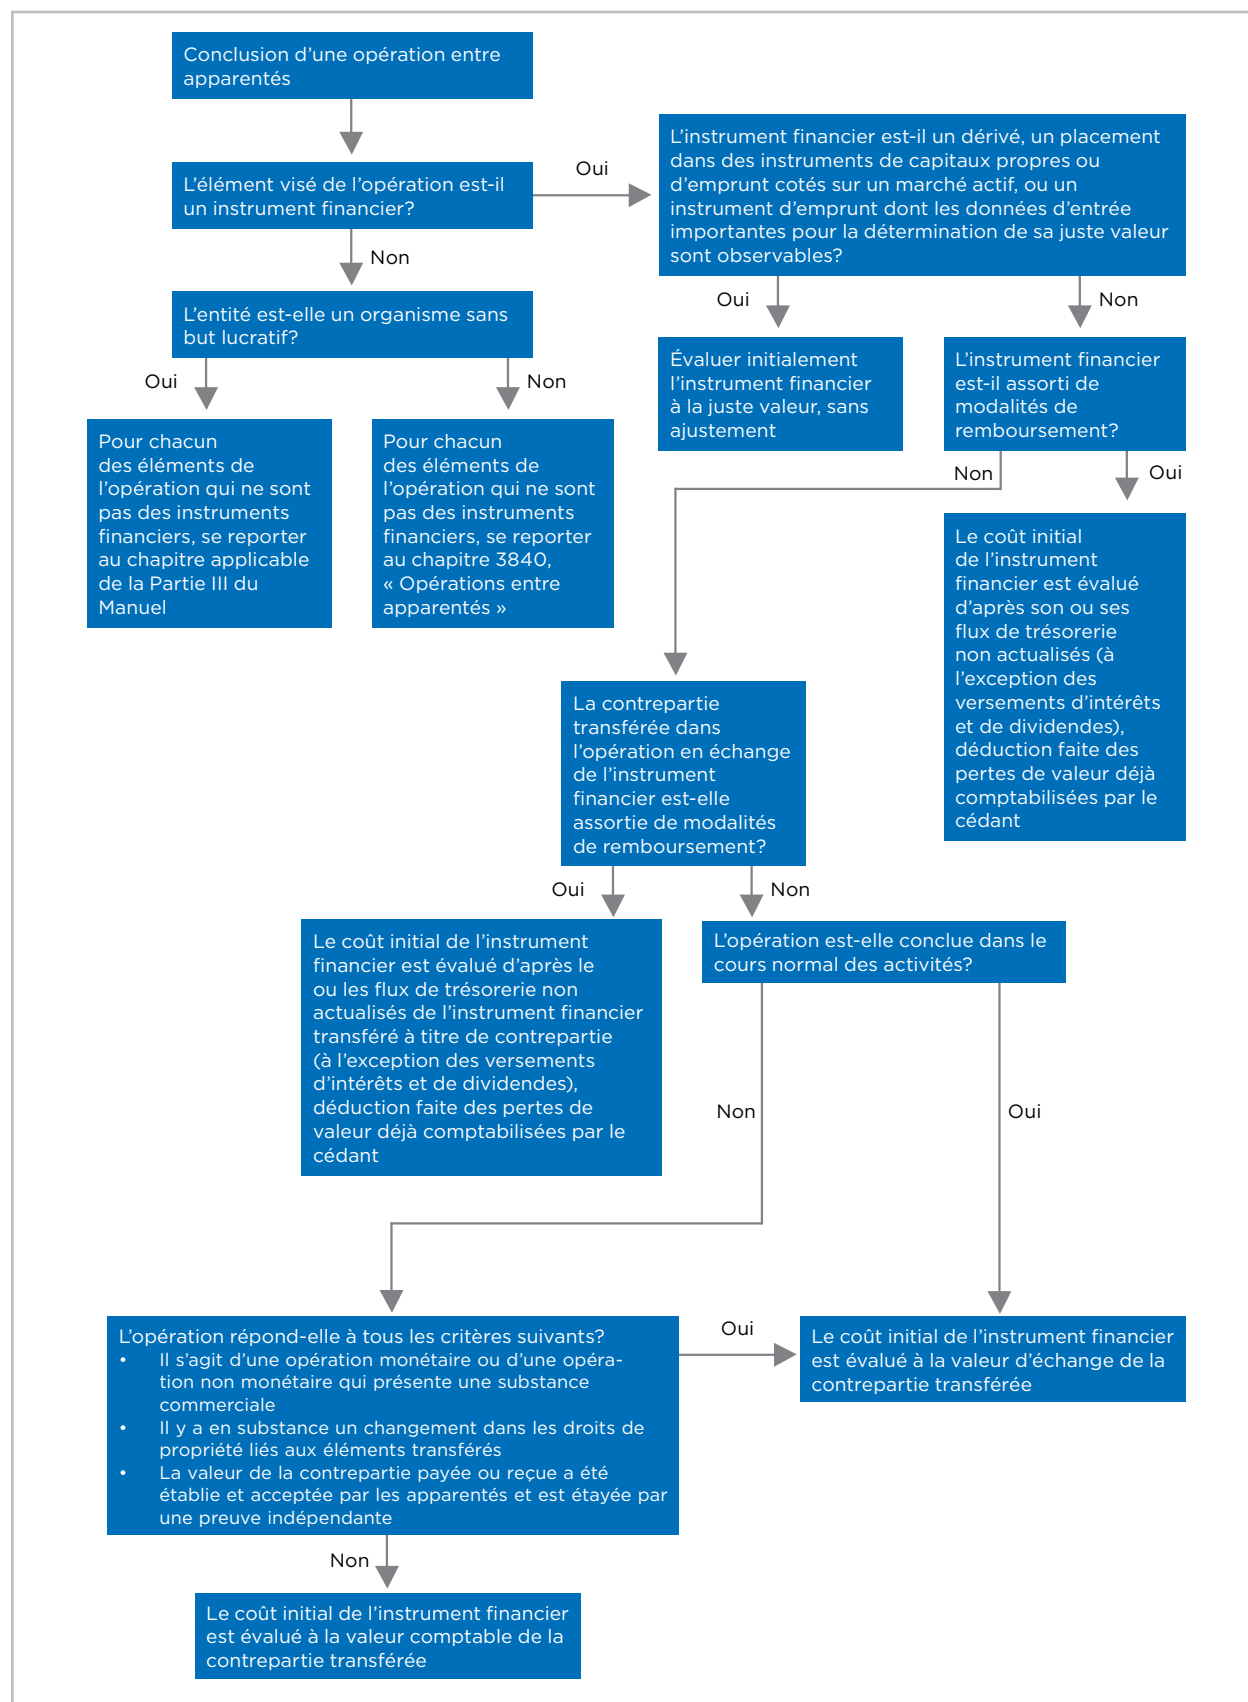 Conclusion d’une opération entre
apparentés
L’élément visé de l’opération est-il
un instrument financier?
Oui
L’instrument financier est-il un dérivé, un placement
dans des instruments de capitaux propres ou
d’emprunt cotés sur un marché actif, ou un
instrument d’emprunt dont les données d’entrée
importantes pour la détermination de sa juste valeur
sont observables?
Non
L’entité est-elle un organisme sans
but lucratif?
Oui
Non
Pour chacun
des éléments de
l’opération qui ne sont
pas des instruments
financiers, se reporter
au chapitre applicable
de la Partie III du
Manuel
Pour chacun
des éléments de
l’opération qui ne sont
pas des instruments
financiers, se reporter
au chapitre 3840,
« Opérations entre
apparentés »
Oui
Non
Évaluer initialement
l’instrument financier
à la juste valeur, sans
ajustement
L’instrument financier
est-il assorti de
modalités de
remboursement?
Non
Oui
Le coût initial
de l’instrument
financier est évalué
d’après son ou ses
flux de trésorerie
non actualisés (à
l’exception des
versements d’intérêts
et de dividendes),
déduction faite des
pertes de valeur déjà
comptabilisées par le
cédant
La contrepartie
transférée dans
l’opération en échange
de l’instrument
financier est-elle
assortie de modalités
de remboursement?
Oui
Non
Le coût initial de l’instrument
financier est évalué d’après le
ou les flux de trésorerie non
actualisés de l’instrument financier
transféré à titre de contrepartie
(à l’exception des versements
d’intérêts et de dividendes),
déduction faite des pertes de
valeur déjà comptabilisées par le
cédant
L’opération est-elle conclue dans le
cours normal des activités?
Non
Oui
L’opération répond-elle à tous les critères suivants?
• Il s’agit d’une opération monétaire ou d’une opéra-
tion non monétaire qui présente une substance
commerciale
• Il y a en substance un changement dans les droits de
propriété liés aux éléments transférés
• La valeur de la contrepartie payée ou reçue a été
établie et acceptée par les apparentés et est étayée par
une preuve indépendante
Oui
Le coût initial de l’instrument financier
est évalué à la valeur d’échange de la
contrepartie transférée
Non
Le coût initial de l’instrument financier
est évalué à la valeur comptable de la
contrepartie transférée